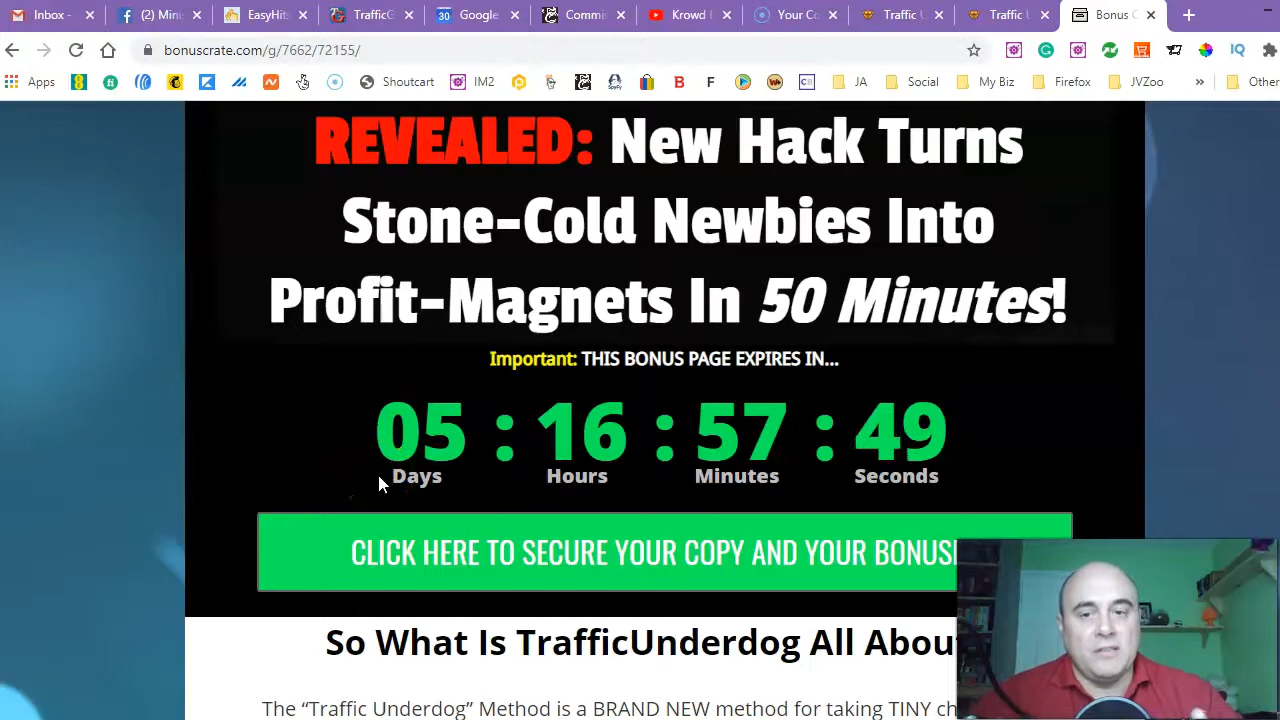 Inbox -
(2) Min
EasyHit
TrafficG
Google
Commis
Krowd I
Your Co
Traffic U
Traffic U
Bonus C
bonuscrate.com/g/7662/72155/
Apps
Shoutcart
IM2
JA
Social
My Biz
Firefox
JVZoo
Other
REVEALED: New Hack Turns
Stone-Cold Newbies Into
Profit-Magnets In 50 Minutes!
Important: THIS BONUS PAGE EXPIRES IN...
05 : 16 : 57 : 49
Days Hours Minutes Seconds
CLICK HERE TO SECURE YOUR COPY AND YOUR BONUS
So What Is TrafficUnderdog All Abou
The “Traffic Underdog” Method is a BRAND NEW method for taking TINY ch